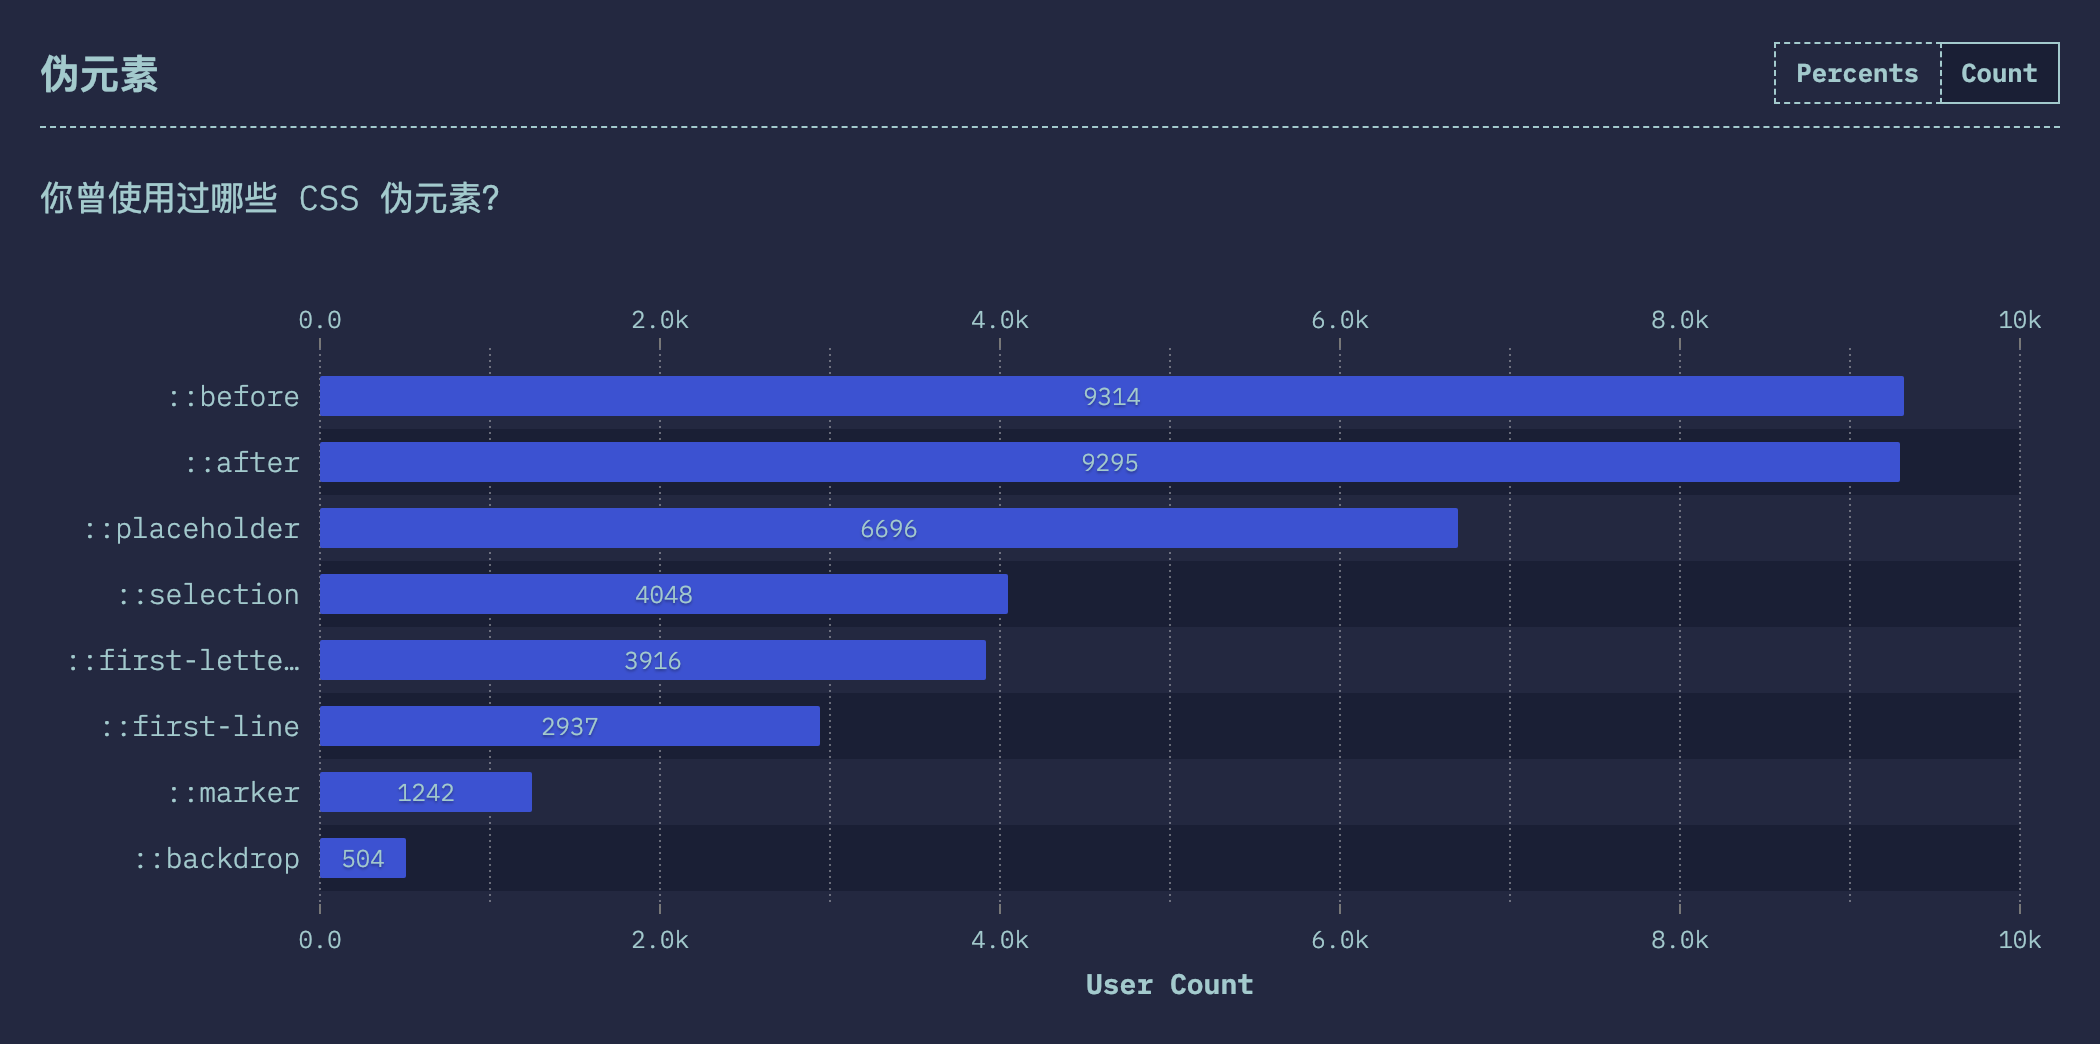 伪元素
Percents Count
你曾使用过哪些 CSS 伪元素?
0.0 2.0k 4.0k 6.0k 8.0k 10k
::before 9314
::after 9295
::placeholder 6696
::selection 4048
::first-lette… 3916
::first-line 2937
::marker 1242
::backdrop 504
0.0 2.0k 4.0k 6.0k 8.0k 10k
User Count